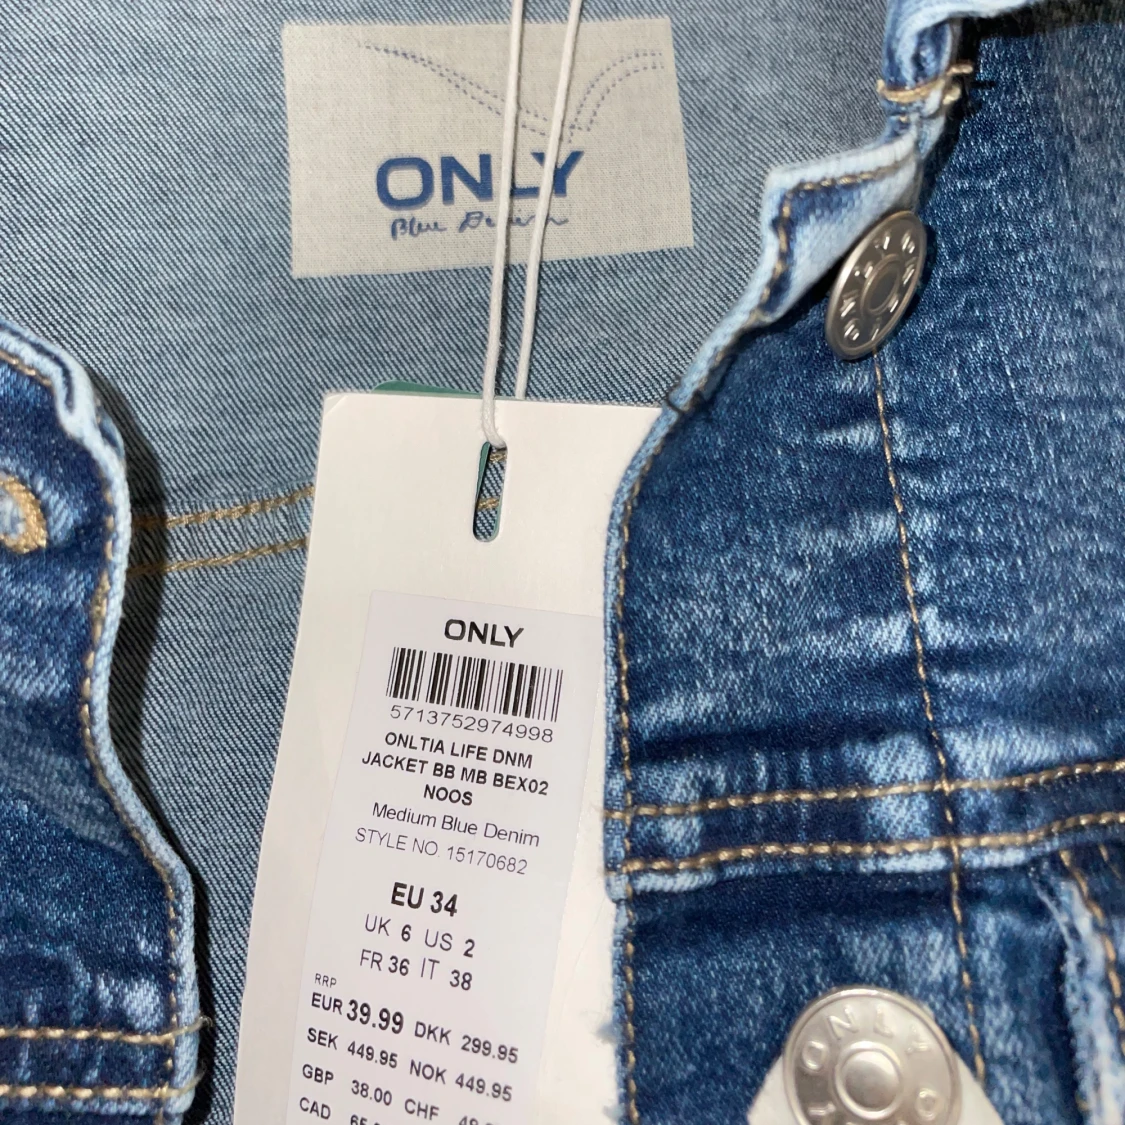 ONLY
Blue Denim
ONLY
5713752974998
ONLTIA LIFE DNM
JACKET BB MB BEX02
NOOS
Medium Blue Denim
STYLE NO. 15170682
EU 34
UK 6 US 2
FR 36 IT 38
RRP
EUR 39.99 DKK 299.95
SEK 449.95 NOK 449.95
GBP 38.00 CHF
CAD
ONLY